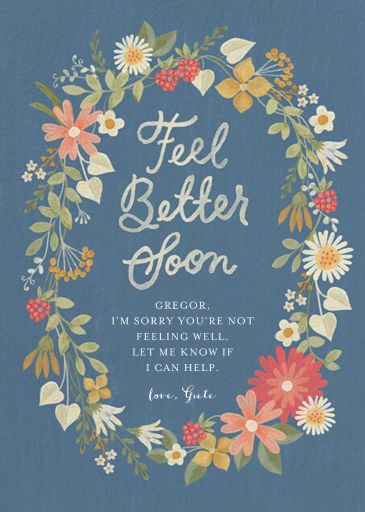 Feel
Better
Soon
GREGOR,
I'M SORRY YOU'RE NOT
FEELING WELL.
LET ME KNOW IF
I CAN HELP.
love, Grete